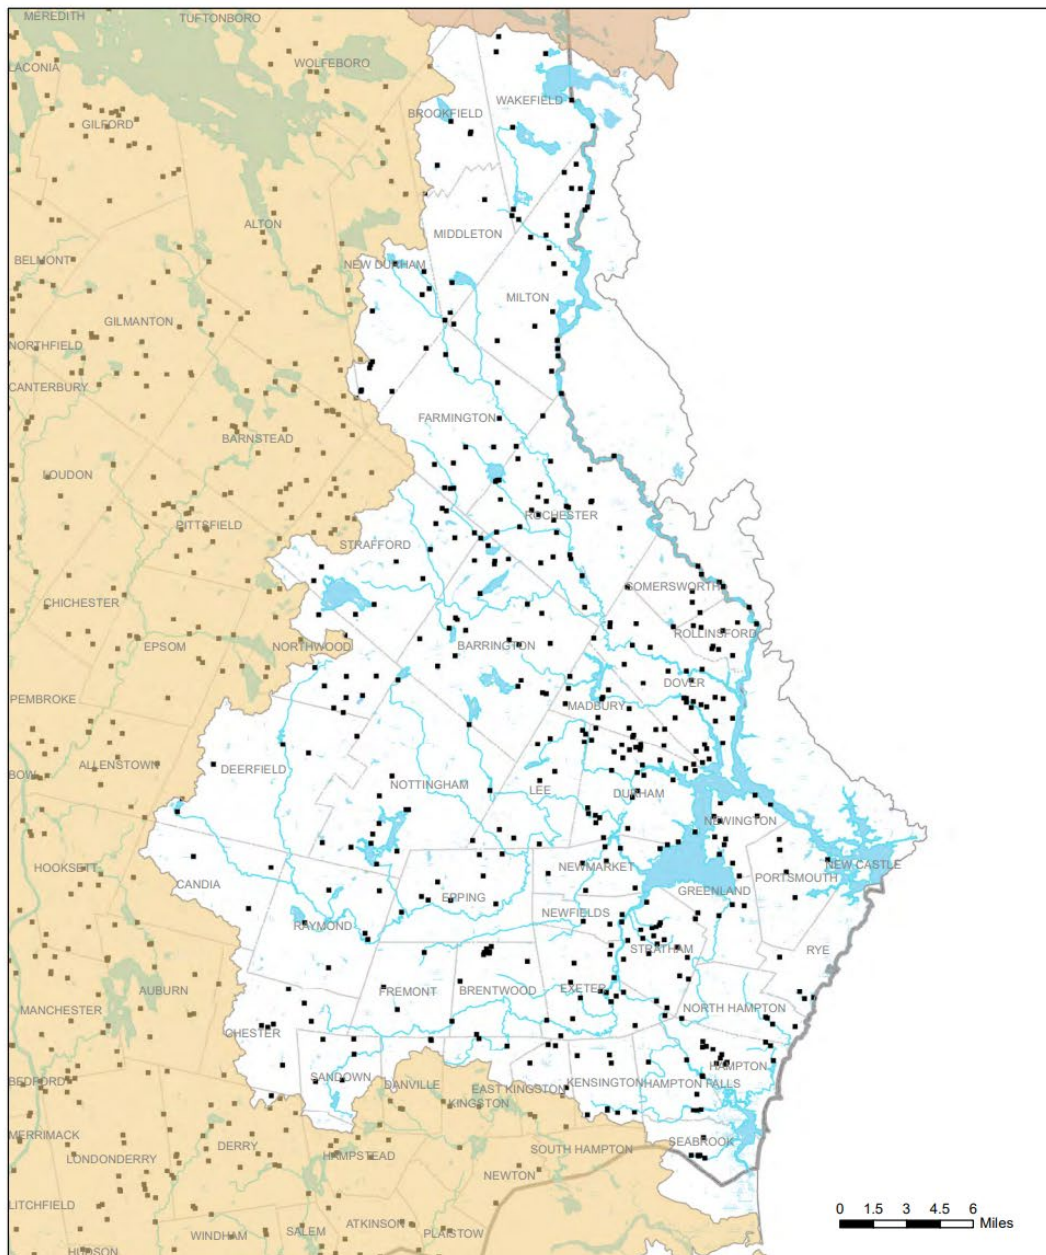 MEREDITH
TUFTONBORO
LACONIA
WOLFEBORO
WAKEFIELD
BROOKFIELD
GILFORD
ALTON
MIDDLETON
BELMONT
NEW DURHAM
MILTON
GILMANTON
NORTHFIELD
CANTERBURY
FARMINGTON
BARNSTEAD
LOUDON
ROCHESTER
PITTSFIELD
STRAFFORD
SOMERSWORTH
CHICHESTER
ROLLINSFORD
EPSOM
NORTHWOOD
BARRINGTON
DOVER
PEMBROKE
MADBURY
ALLENSTOWN
DEERFIELD
BOW
NOTTINGHAM
LEE
DURHAM
NEWINGTON
HOOKSETT
NEWMARKET
NEW CASTLE
PORTSMOUTH
CANDIA
GREENLAND
EPPING
NEWFIELDS
RAYMOND
STRATHAM
RYE
AUBURN
FREMONT
BRENTWOOD
EXETER
NORTH HAMPTON
MANCHESTER
CHESTER
HAMPTON
BEDFORD
SANDOWN
DANVILLE
EAST KINGSTON
KENSINGTON
HAMPTON FALLS
KINGSTON
MERRIMACK
SEABROOK
DERRY
SOUTH HAMPTON
LONDONDERRY
HAMPSTEAD
NEWTON
LITCHFIELD
ATKINSON
WINDHAM
SALEM
PLAISTOW
HUDSON
0 1.5 3 4.5 6
Miles